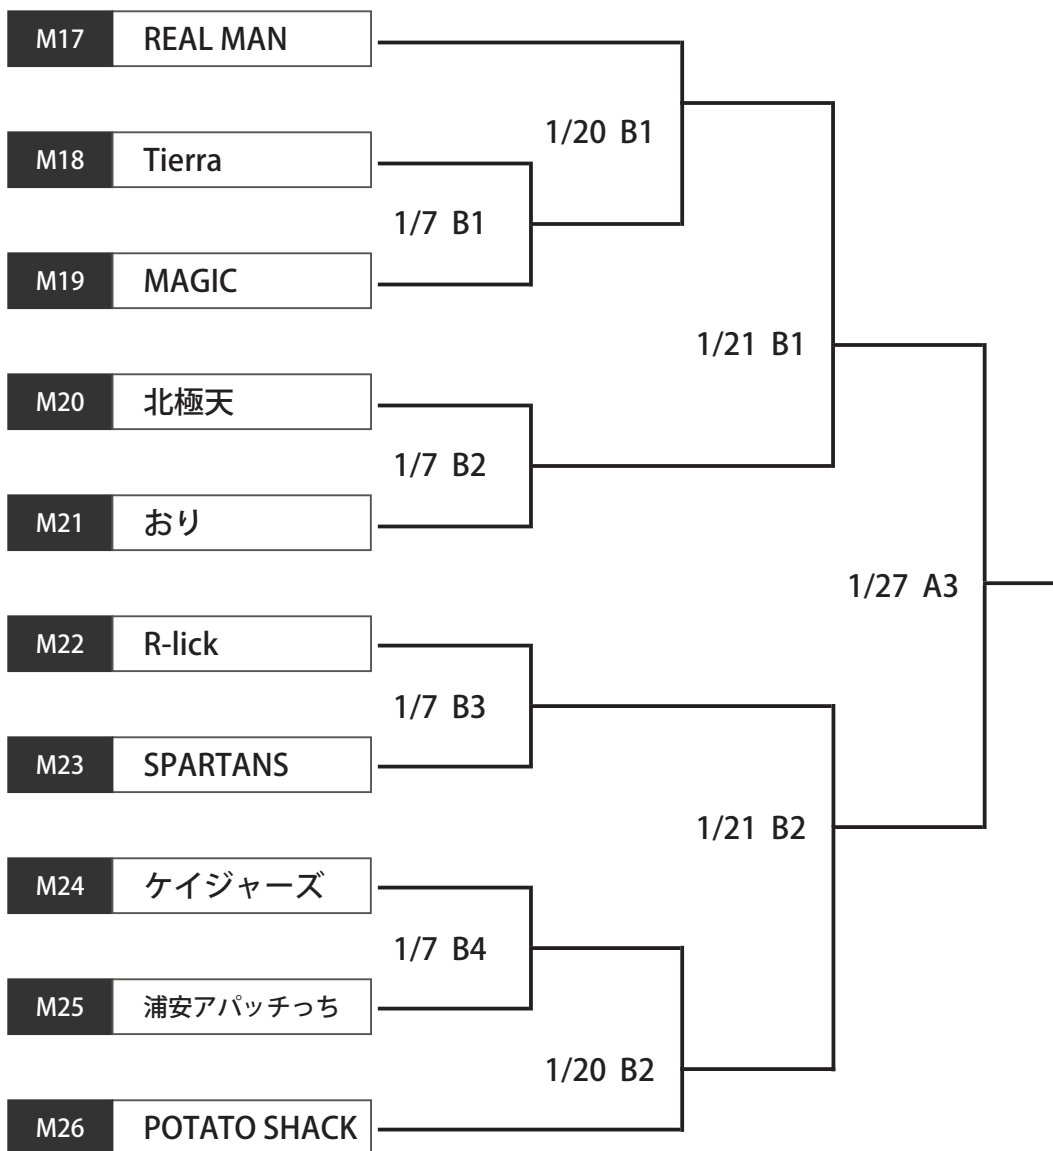 M17 REAL MAN
1/20 B1
M18 Tierra
1/7 B1
M19 MAGIC
1/21 B1
M20 北極天
1/7 B2
M21 おり
1/27 A3
M22 R-lick
1/7 B3
M23 SPARTANS
1/21 B2
M24 ケイジャーズ
1/7 B4
M25 浦安アパッチっち
1/20 B2
M26 POTATO SHACK